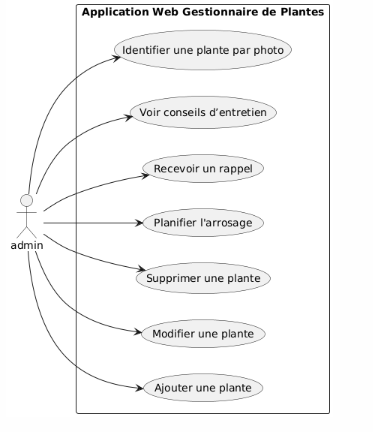 Application Web Gestionnaire de Plantes
Identifier une plante par photo
Voir conseils d'entretien
Recevoir un rappel
Planifier l'arrosage
admin
Supprimer une plante
Modifier une plante
Ajouter une plante